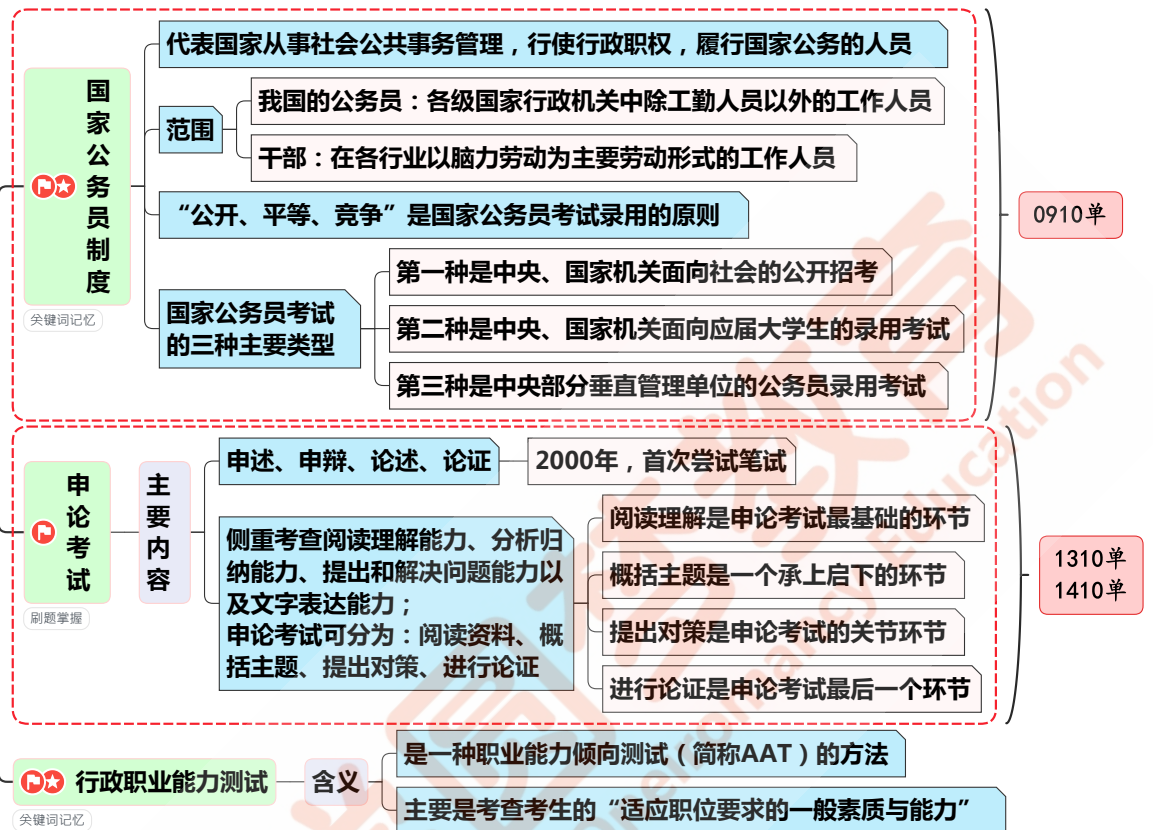 代表国家从事社会公共事务管理，行使行政职权，履行国家公务的人员
国家公务员制度
关键词记忆
范围
我国的公务员：各级国家行政机关中除工勤人员以外的工作人员
干部：在各行业以脑力劳动为主要劳动形式的工作人员
“公开、平等、竞争”是国家公务员考试录用的原则
国家公务员考试
的三种主要类型
第一种是中央、国家机关面向社会的公开招考
第二种是中央、国家机关面向应届大学生的录用考试
第三种是中央部分垂直管理单位的公务员录用考试
0910单
申论考试
刷题掌握
主要内容
申述、申辩、论述、论证
2000年，首次尝试笔试
侧重考查阅读理解能力、分析归
纳能力、提出和解决问题能力以
及文字表达能力；
申论考试可分为：阅读资料、概
括主题、提出对策、进行论证
阅读理解是申论考试最基础的环节
概括主题是一个承上启下的环节
提出对策是申论考试的关节环节
进行论证是申论考试最后一个环节
1310单
1410单
行政职业能力测试
关键词记忆
含义
是一种职业能力倾向测试（简称AAT）的方法
主要是考查考生的“适应职位要求的一般素质与能力”
Education